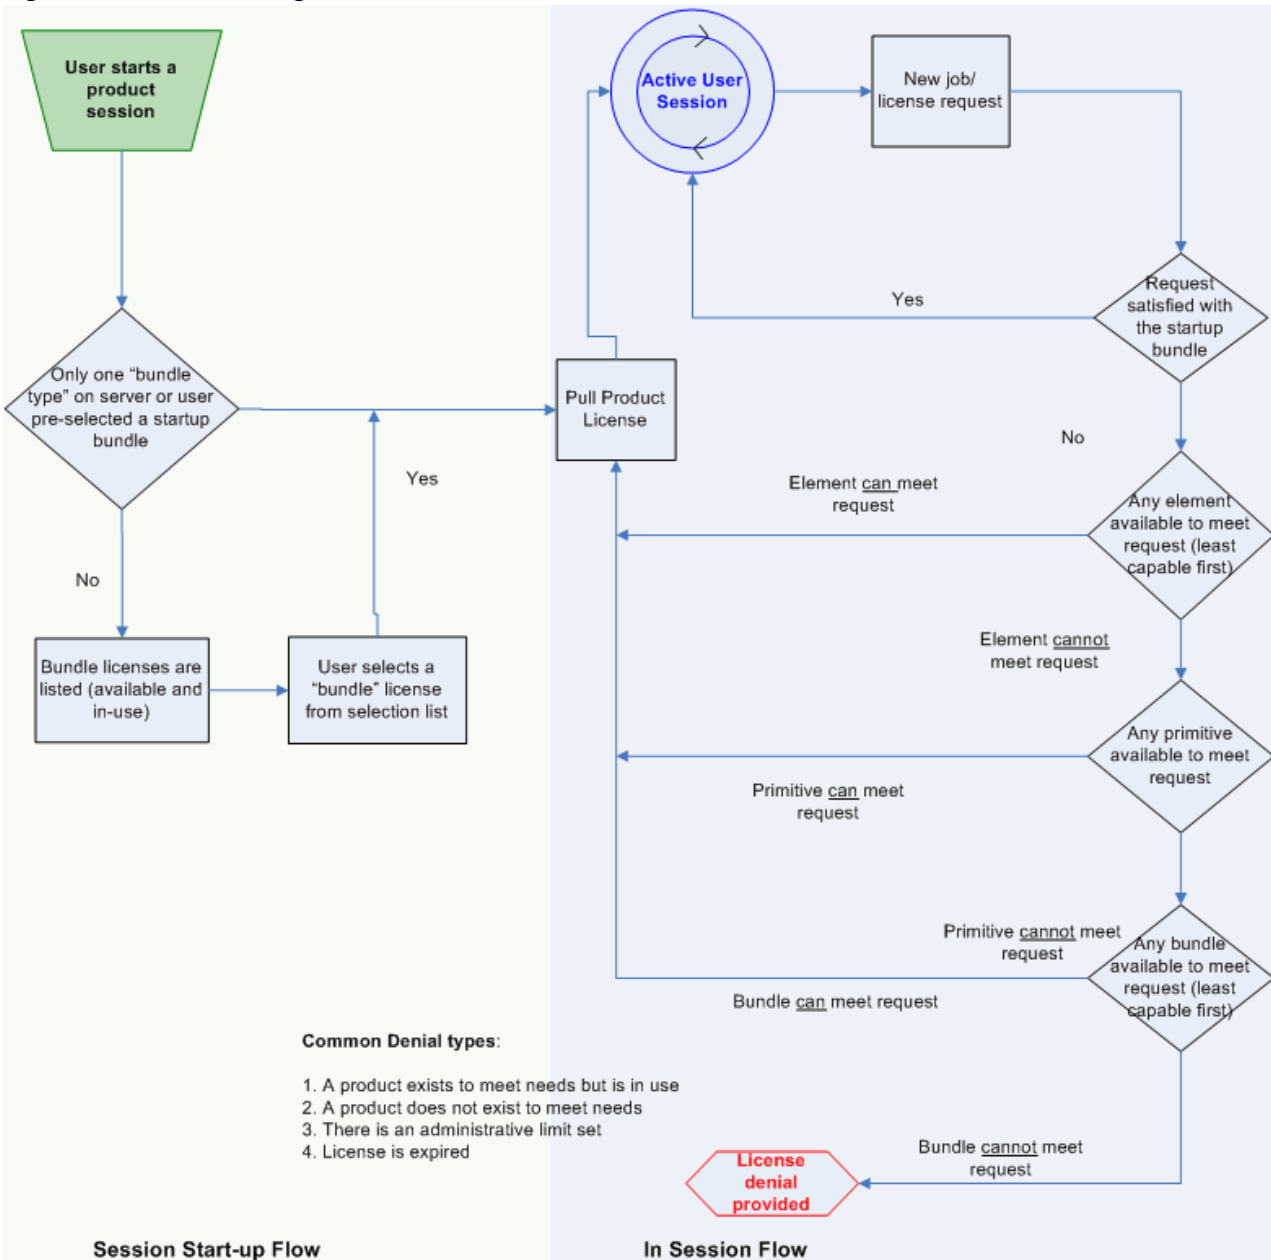 User starts a
product
session
Only one “bundle
type” on server or user
pre-selected a startup
bundle
Yes
No
Bundle licenses are
listed (available and
in-use)
User selects a
“bundle” license
from selection list
Pull Product
License
Active User
Session
New job/
license request
Request
satisfied with
the startup
bundle
Yes
No
Any element
available to meet
request (least
capable first)
Element can meet
request
Element cannot
meet request
Any primitive
available to meet
request
Primitive can meet
request
Primitive cannot meet
request
Any bundle
available to meet
request (least
capable first)
Bundle can meet request
Bundle cannot meet
request
License
denial
provided
Common Denial types:
1. A product exists to meet needs but is in use
2. A product does not exist to meet needs
3. There is an administrative limit set
4. License is expired
Session Start-up Flow
In Session Flow